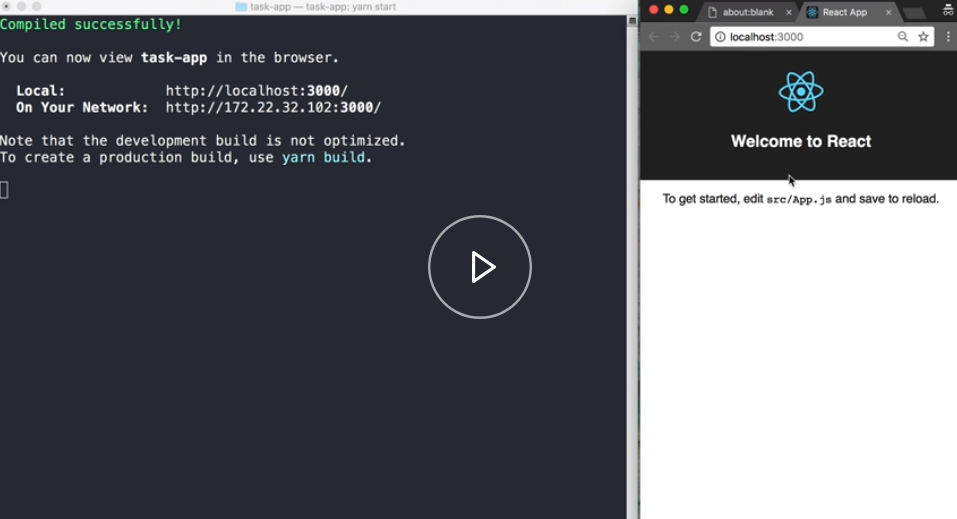 task-app — task-app: yarn start
Compiled successfully!
You can now view task-app in the browser.
Local: http://localhost:3000/
On Your Network: http://172.22.32.102:3000/
Note that the development build is not optimized.
To create a production build, use yarn build.
about:blank
React App
localhost:3000
Welcome to React
To get started, edit src/App.js and save to reload.